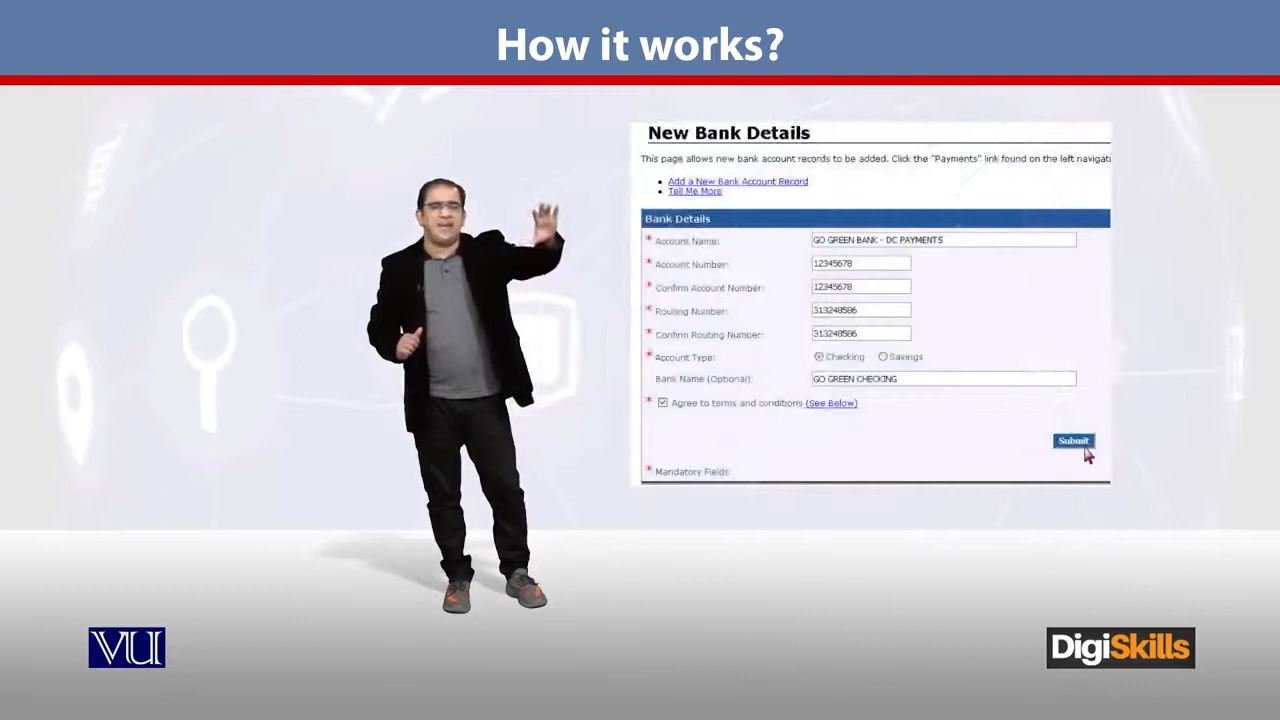 How it works?
New Bank Details
This page allows new bank account records to be added. Click the "Payments" link found on the left navigati
Add a New Bank Account Record
Tell Me More
Bank Details
* Account Name: GO GREEN BANK - DC PAYMENTS
* Account Number: 12345678
* Confirm Account Number: 12345678
* Routing Number: 313248586
* Confirm Routing Number: 313248586
* Account Type: Checking Savings
Bank Name (Optional): GO GREEN CHECKING
* Agree to terms and conditions (See Below)
Submit
* Mandatory Fields
VU
DigiSkills